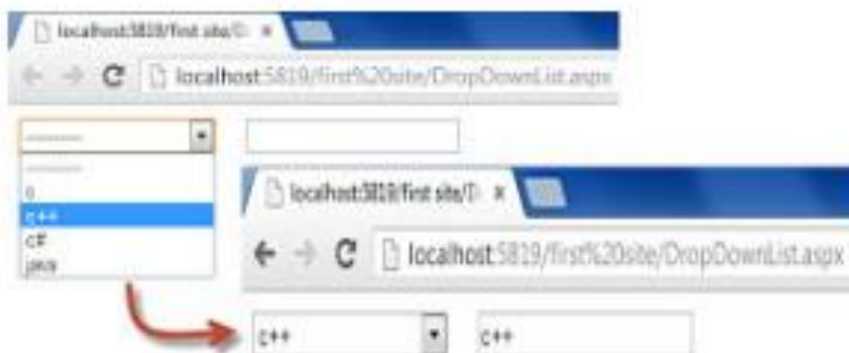 localhost:5819/first site/D
localhost:5819/first%20site/DropDownList.aspx
---------
---------
c
c++
c#
java
localhost:5819/first site/D
localhost:5819/first%20site/DropDownList.aspx
c++
c++